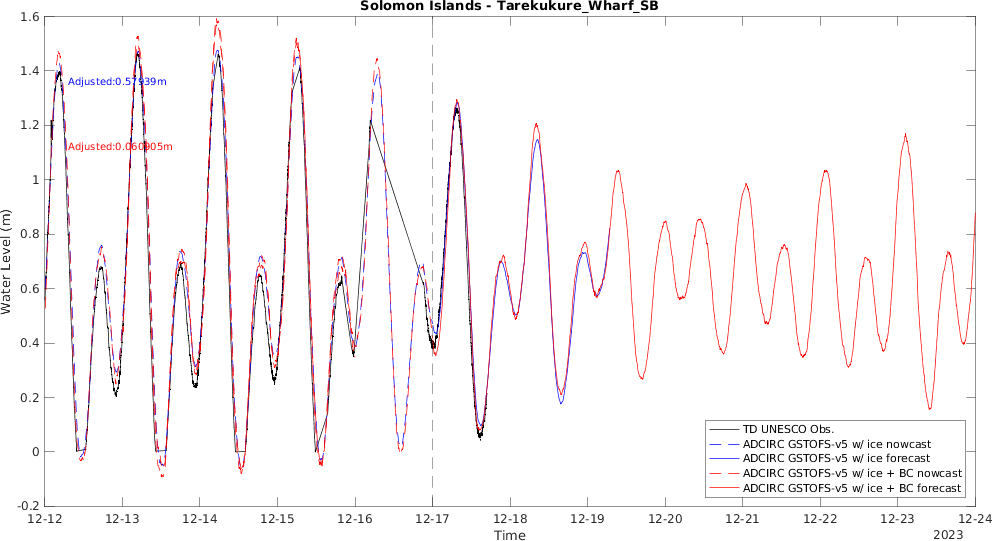 Solomon Islands - Tarekukure_Wharf_SB
1.6
1.4
1.2
1
0.8
0.6
0.4
0.2
0
-0.2
Water Level (m)
Adjusted:0.57939m
Adjusted:0.060905m
TD UNESCO Obs.
ADCIRC GSTOFS-v5 w/ ice nowcast
ADCIRC GSTOFS-v5 w/ ice forecast
ADCIRC GSTOFS-v5 w/ ice + BC nowcast
ADCIRC GSTOFS-v5 w/ ice + BC forecast
12-12 12-13 12-14 12-15 12-16 12-17 12-18 12-19 12-20 12-21 12-22 12-23 12-24
Time
2023